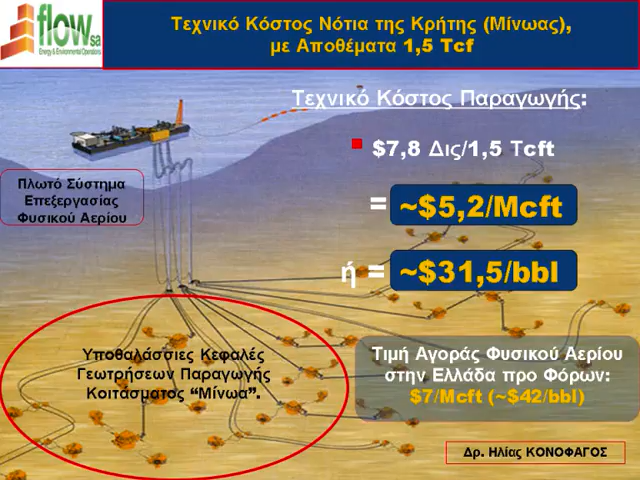 flow sa
Energy & Environmental Operations
Τεχνικό Κόστος Νότια της Κρήτης (Μίνωας),
με Αποθέματα 1,5 Tcf
Τεχνικό Κόστος Παραγωγής:
$7,8 Δις/1,5 Tcft
= ~$5,2/Mcft
ή = ~$31,5/bbl
Πλωτό Σύστημα
Επεξεργασίας
Φυσικού Αερίου
Υποθαλάσσιες Κεφαλές
Γεωτρήσεων Παραγωγής
Κοιτάσματος “Μίνωα”.
Τιμή Αγοράς Φυσικού Αερίου
στην Ελλάδα προ Φόρων:
$7/Mcft (~$42/bbl)
Δρ. Ηλίας ΚΟΝΟΦΑΓΟΣ